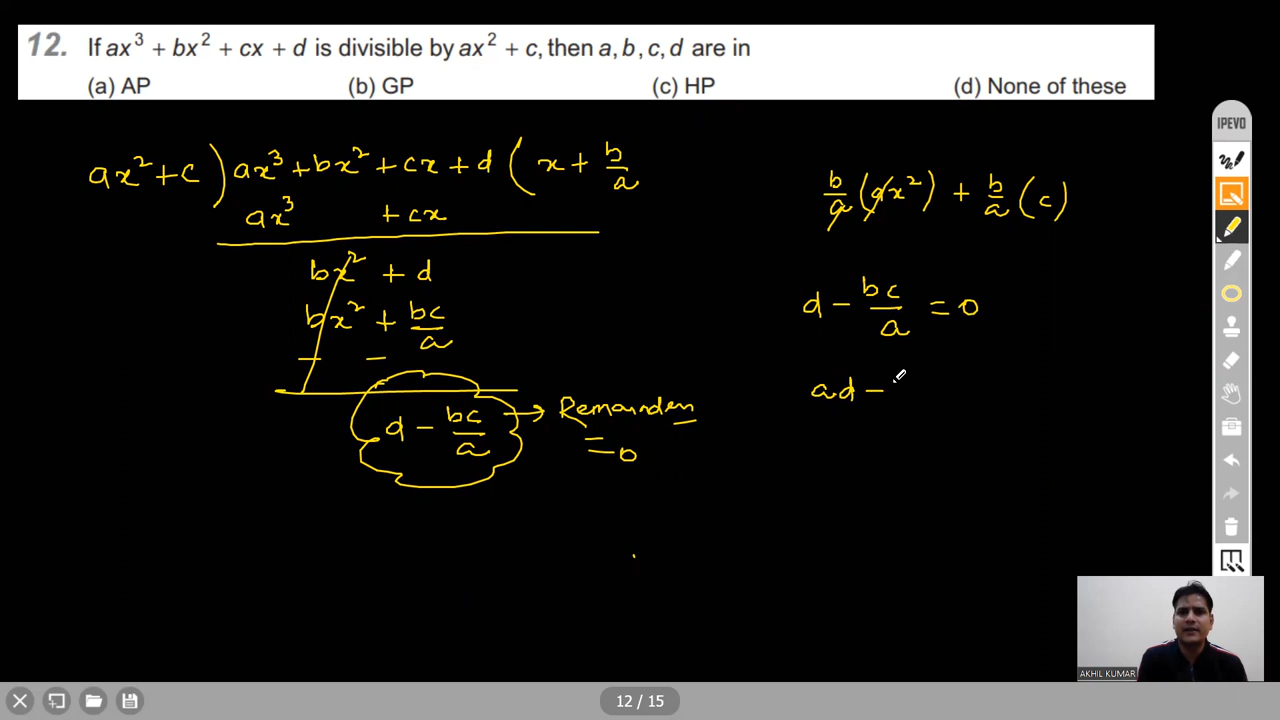 12. If ax³ + bx² + cx + d is divisible by ax² + c, then a, b, c, d are in
(a) AP (b) GP (c) HP (d) None of these
IPEVO
ax² + c ) ax³ + bx² + cx + d ( x + b/a
ax³ + cx
bx² + d
bx² + bc/a
− −
d − bc/a → Remainder
= 0
b/a (ax²) + b/a (c)
d − bc/a = 0
ad −
AKHIL KUMAR
12 / 15